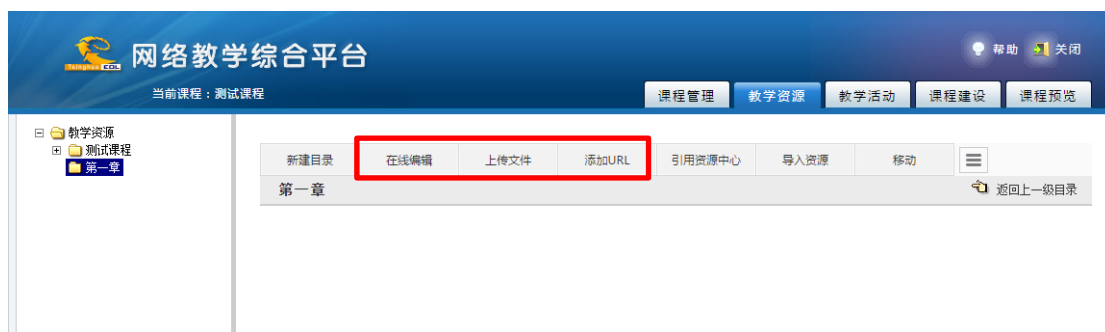 网络教学综合平台
帮助 关闭
Tsinghua EOL
当前课程：测试课程
课程管理 教学资源 教学活动 课程建设 课程预览
教学资源
测试课程
第一章
新建目录 在线编辑 上传文件 添加URL 引用资源中心 导入资源 移动
第一章 返回上一级目录